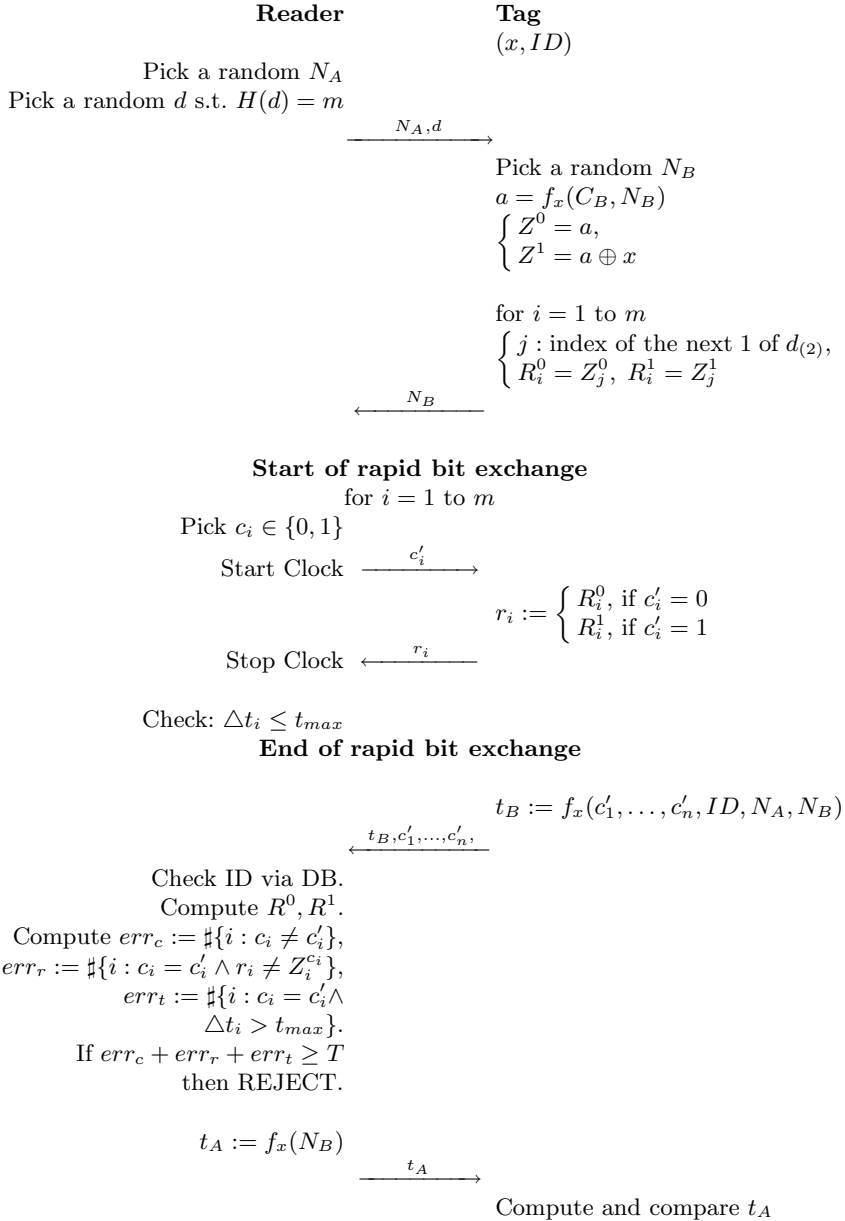 Reader Tag
(x, ID)
Pick a random N_A
Pick a random d s.t. H(d) = m
N_A,d
Pick a random N_B
a = f_x(C_B, N_B)
{ Z^0 = a,
Z^1 = a ⊕ x
for i = 1 to m
{ j : index of the next 1 of d_(2),
R_i^0 = Z_j^0, R_i^1 = Z_j^1
N_B
Start of rapid bit exchange
for i = 1 to m
Pick c_i ∈ {0, 1}
Start Clock c'_i
r_i := { R_i^0, if c'_i = 0
R_i^1, if c'_i = 1
Stop Clock r_i
Check: △t_i ≤ t_max
End of rapid bit exchange
t_B := f_x(c'_1, . . . , c'_n, ID, N_A, N_B)
t_B,c'_1,...,c'_n,
Check ID via DB.
Compute R^0, R^1.
Compute err_c := ♯{i : c_i ≠ c'_i},
err_r := ♯{i : c_i = c'_i ∧ r_i ≠ Z_i^{c_i}},
err_t := ♯{i : c_i = c'_i ∧
△t_i > t_max}.
If err_c + err_r + err_t ≥ T
then REJECT.
t_A := f_x(N_B)
t_A
Compute and compare t_A